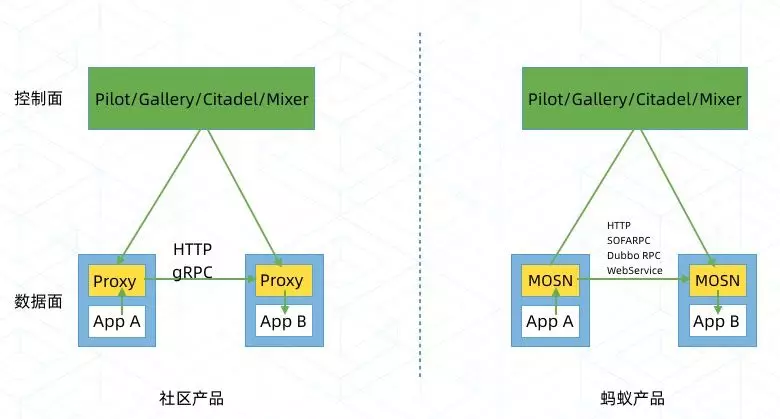 控制面
Pilot/Gallery/Citadel/Mixer
Pilot/Gallery/Citadel/Mixer
HTTP
gRPC
HTTP
SOFARPC
Dubbo RPC
WebService
数据面
Proxy
Proxy
MOSN
MOSN
App A
App B
App A
App B
社区产品
蚂蚁产品